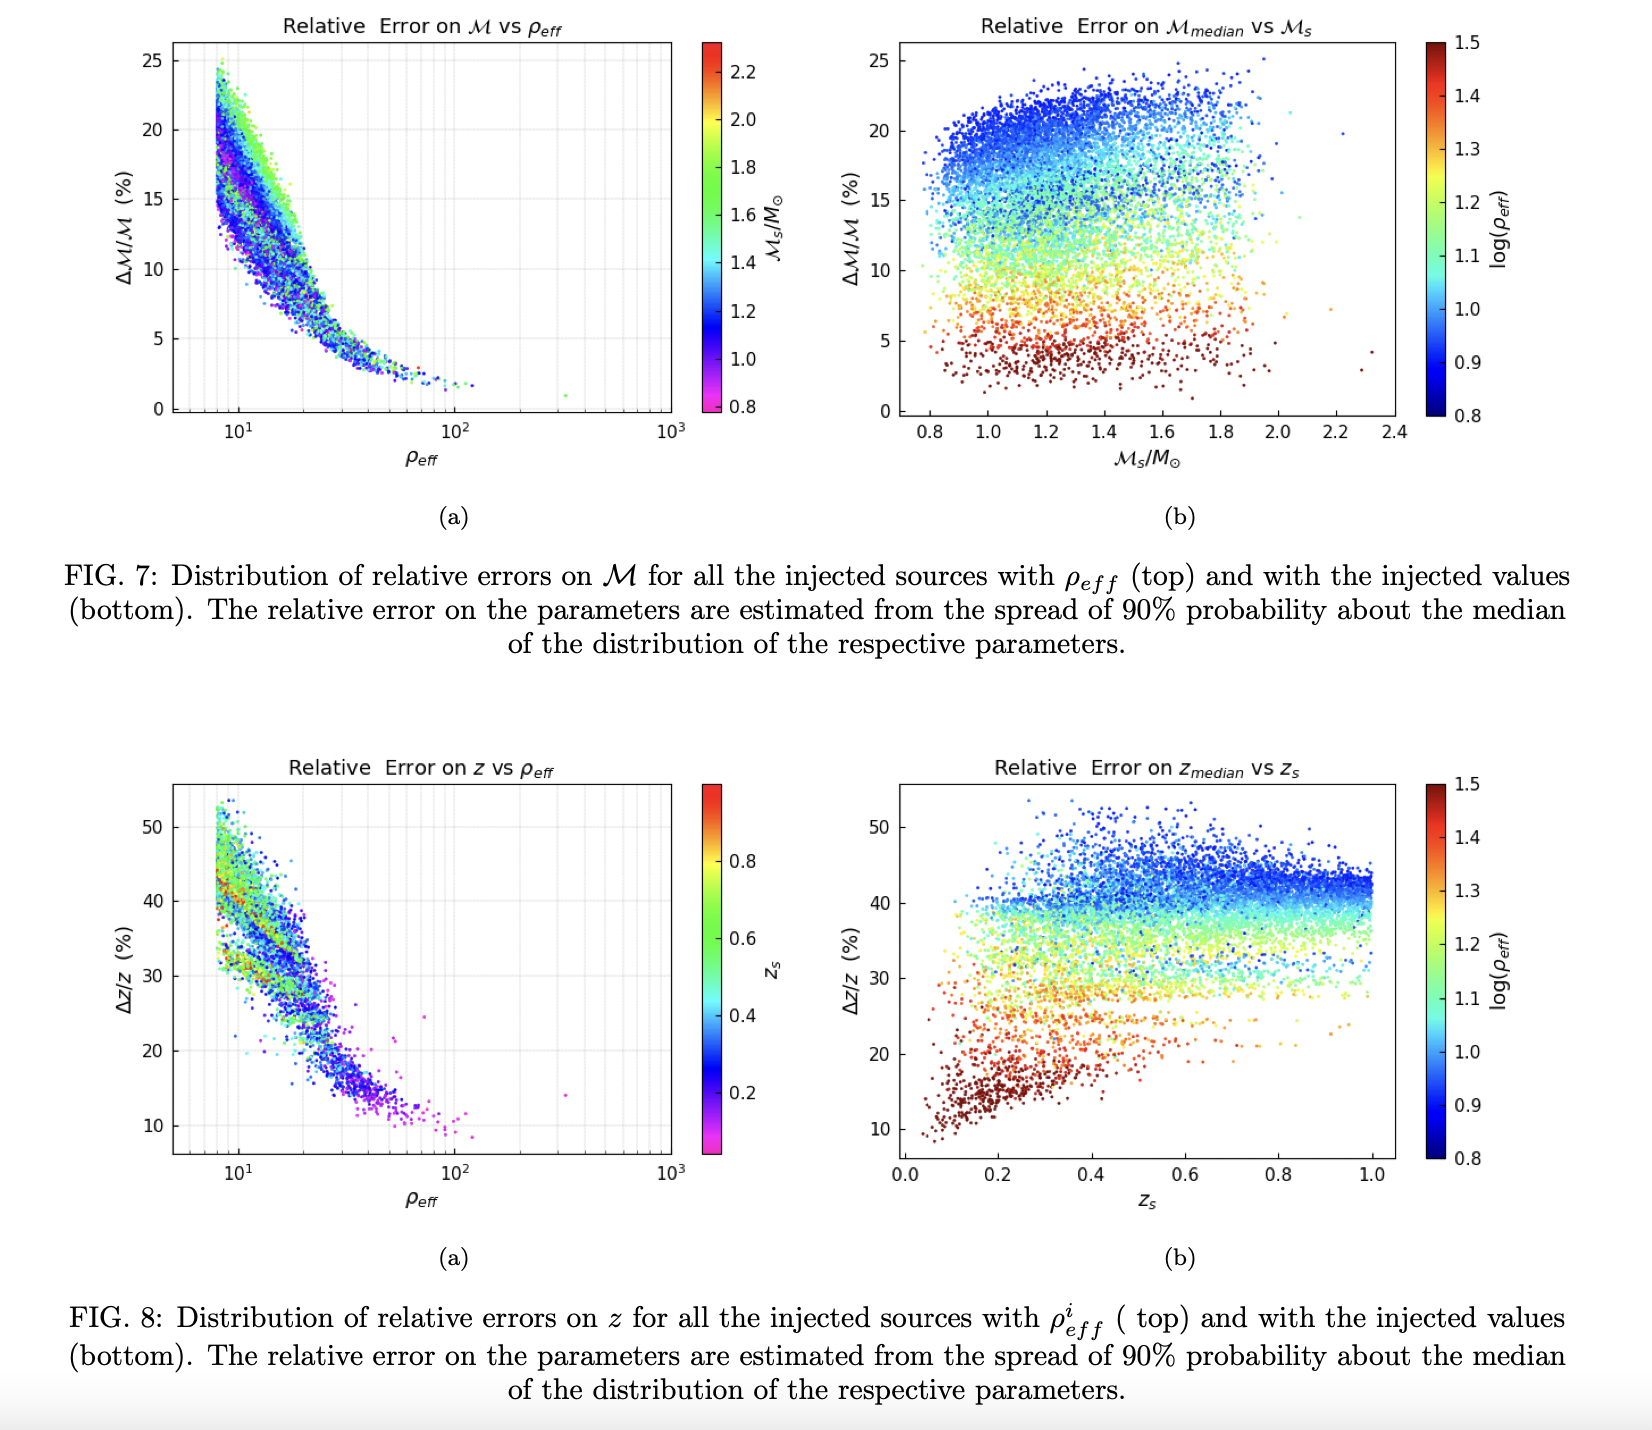 Relative Error on ℳ vs ρeff
25
20
15
10
5
0
Δℳ/ℳ (%)
10¹
10²
10³
ρeff
2.2
2.0
1.8
1.6
1.4
1.2
1.0
0.8
ℳs/M⊙
(a)
Relative Error on ℳmedian vs ℳs
25
20
15
10
5
0
Δℳ/ℳ (%)
0.8 1.0 1.2 1.4 1.6 1.8 2.0 2.2 2.4
ℳs/M⊙
1.5
1.4
1.3
1.2
1.1
1.0
0.9
0.8
log(ρeff)
(b)
FIG. 7: Distribution of relative errors on ℳ for all the injected sources with ρeff (top) and with the injected values
(bottom). The relative error on the parameters are estimated from the spread of 90% probability about the median
of the distribution of the respective parameters.
Relative Error on z vs ρeff
50
40
30
20
10
Δz/z (%)
10¹
10²
10³
ρeff
0.8
0.6
0.4
0.2
zs
(a)
Relative Error on zmedian vs zs
50
40
30
20
10
Δz/z (%)
0.0 0.2 0.4 0.6 0.8 1.0
zs
1.5
1.4
1.3
1.2
1.1
1.0
0.9
0.8
log(ρeff)
(b)
FIG. 8: Distribution of relative errors on z for all the injected sources with ρⁱeff ( top) and with the injected values
(bottom). The relative error on the parameters are estimated from the spread of 90% probability about the median
of the distribution of the respective parameters.